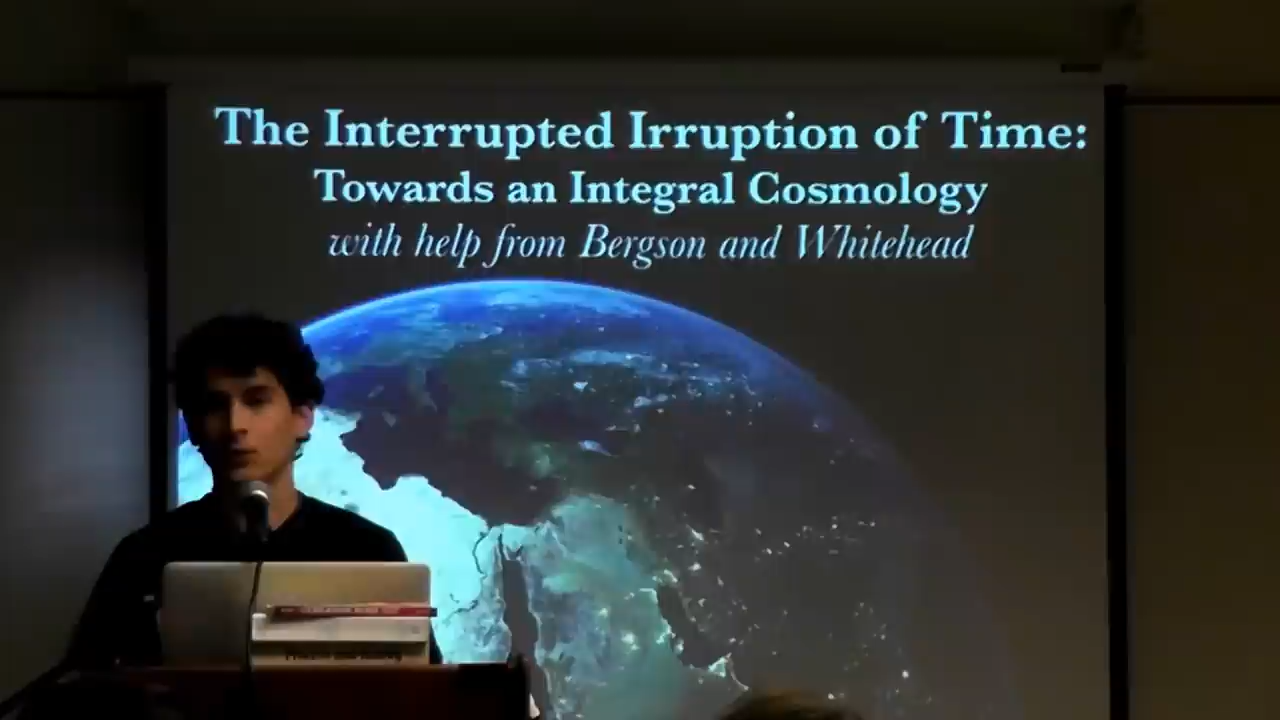 The Interrupted Irruption of Time:
Towards an Integral Cosmology
with help from Bergson and Whitehead